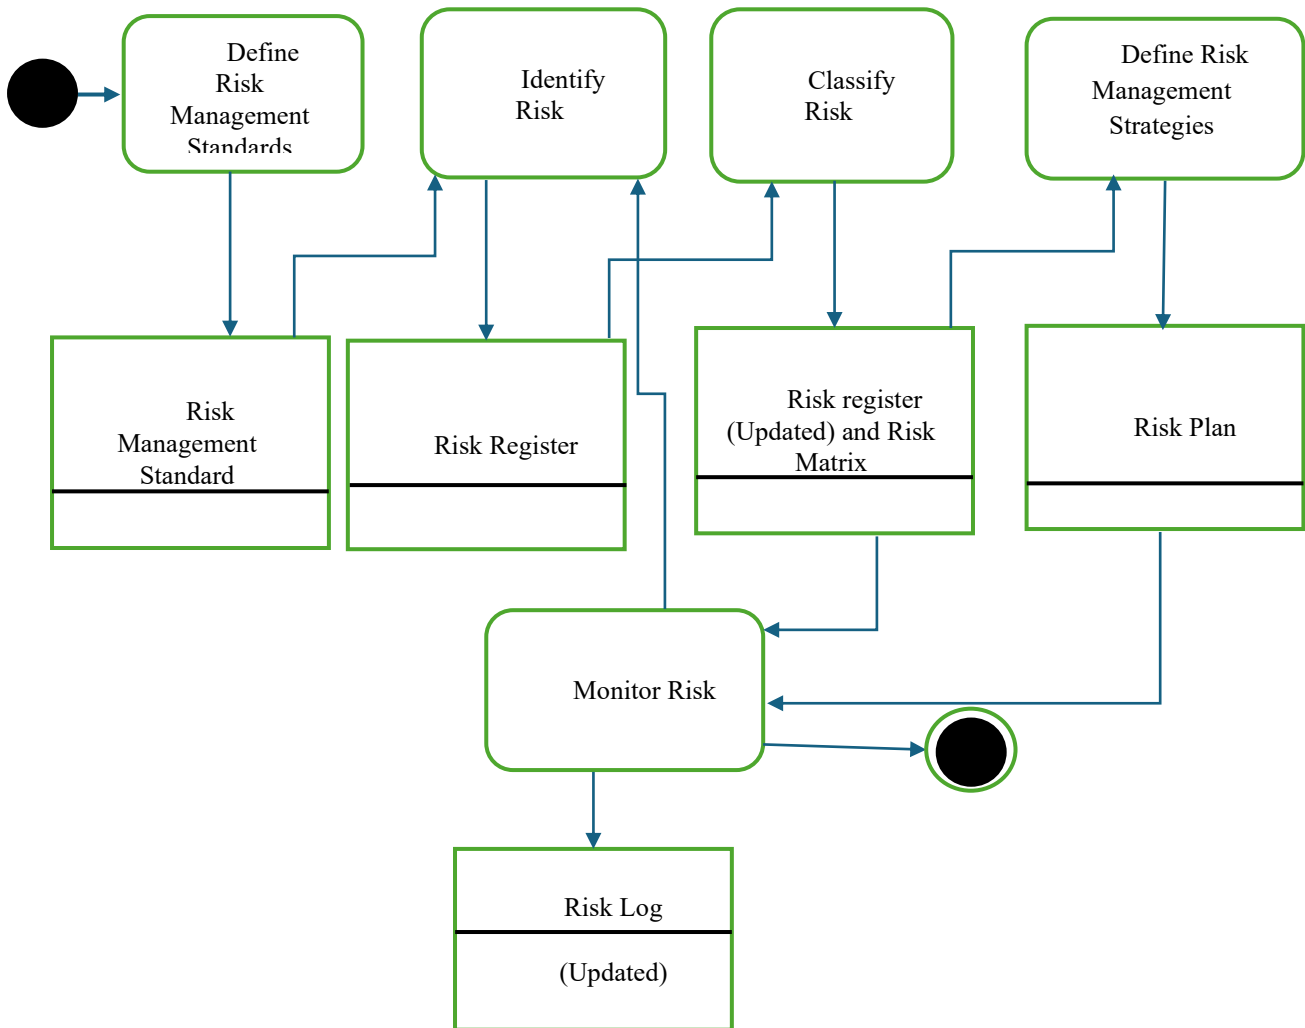 Define
Risk
Management
Standards
Identify
Risk
Classify
Risk
Define Risk
Management
Strategies
Risk
Management
Standard
Risk Register
Risk register
(Updated) and Risk
Matrix
Risk Plan
Monitor Risk
Risk Log
(Updated)